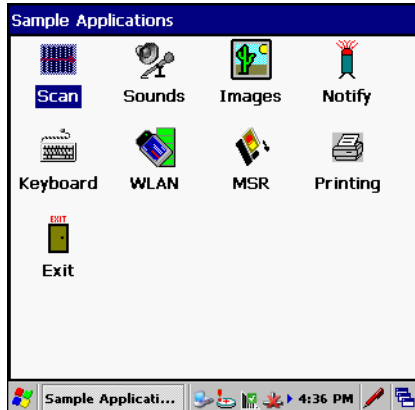 Sample Applications
Scan Sounds Images Notify
Keyboard WLAN MSR Printing
EXIT
Exit
Sample Applicati... 4:36 PM